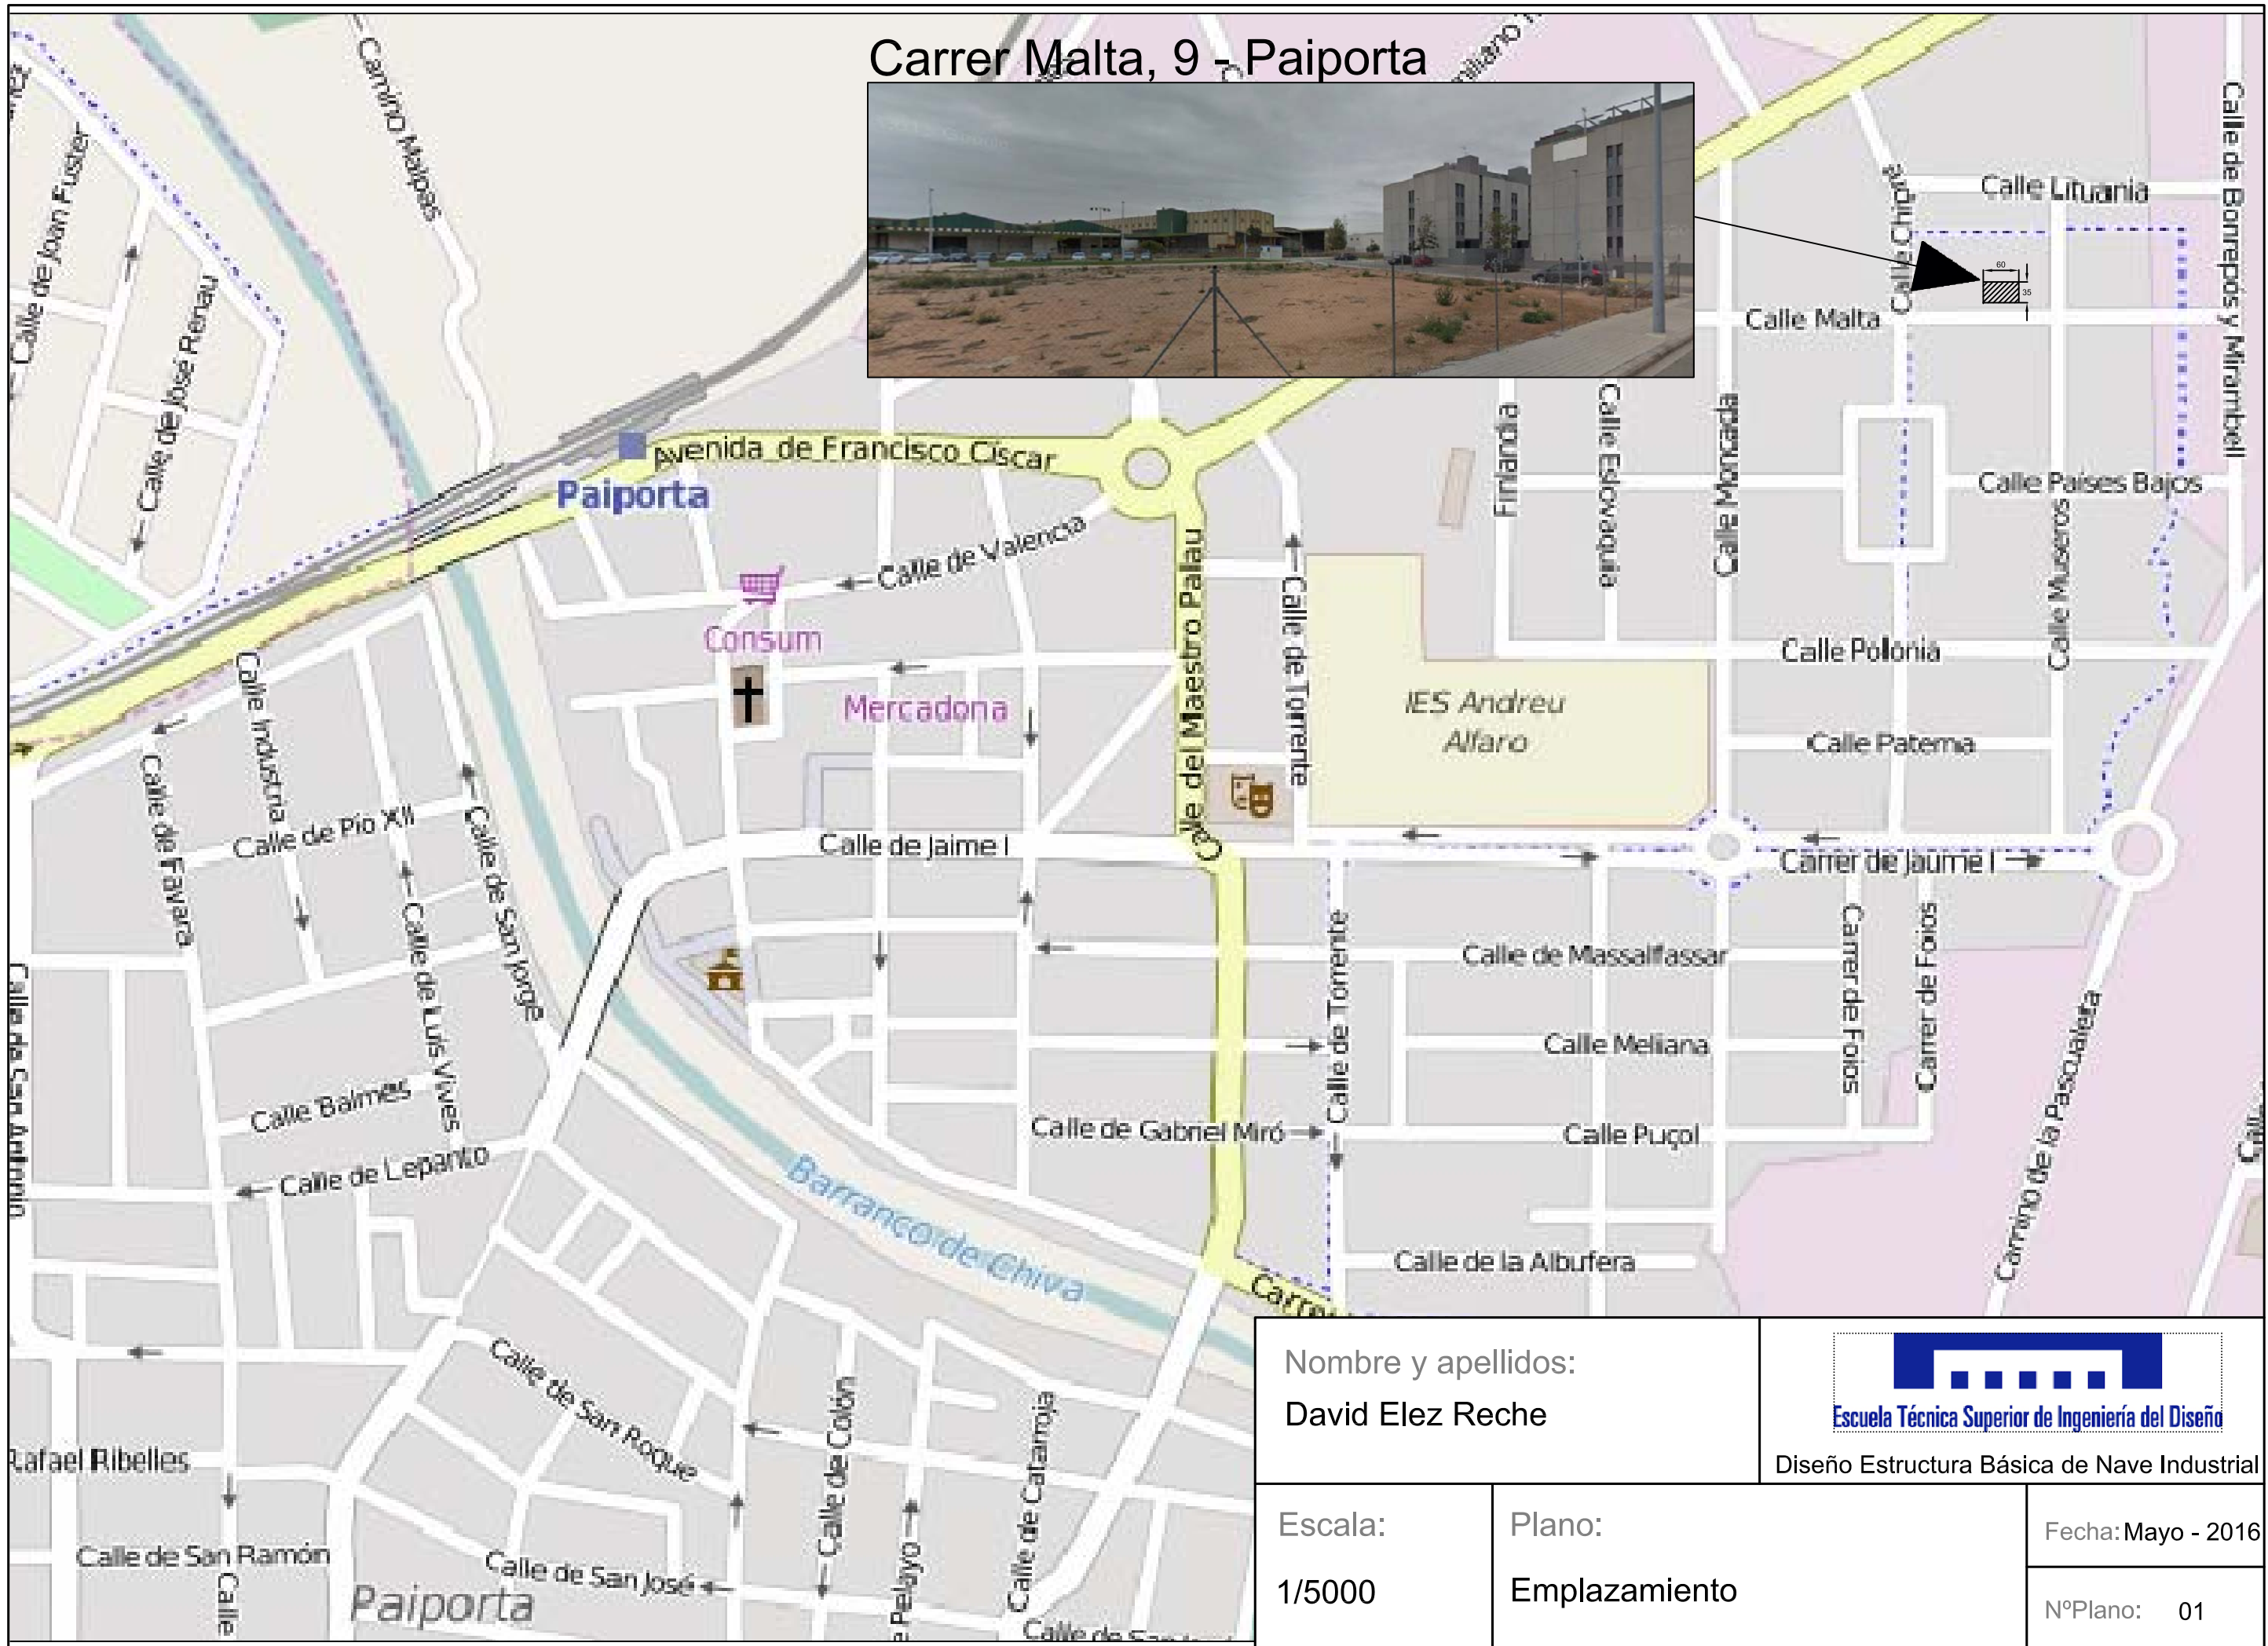 Carrer Malta, 9 - Paiporta
Camino Malpas
Calle de Joan Fuster
Calle de José Renau
Calle Chipre
Calle Lituania
Calle de Bonrepós y Mirambell
60
35
Calle Malta
Avenida de Francisco Císcar
Paiporta
Finlandia
Calle Eslovaquia
Calle Moncada
Calle Países Bajos
Calle Museros
Calle de Valencia
Consum
Mercadona
Calle del Maestro Palau
Calle de Torrente
IES Andreu
Alfaro
Calle Polonia
Calle Paterna
Calle Industria
Calle de Favara
Calle de Pío XII
Calle de San Jorge
Calle de Luis Vives
Calle de Jaime I
Carrer de Jaume I
Calle de Massalfassar
Carrer de Foios
Carrer de Foios
Calle de Torrente
Calle Meliana
Calle de Gabriel Miró
Calle Puçol
Camino de la Pascualeta
Calle de San Antonio
Calle Balmes
Calle de Lepanto
Barranco de Chiva
Calle de la Albufera
Carrer
Calle de San Roque
Calle de Colón
Pelayo
Calle de Catarroja
Rafael Ribelles
Calle de San Ramón
Calle
Calle de San José
Paiporta
Nombre y apellidos:
David Elez Reche
Escuela Técnica Superior de Ingeniería del Diseño
Diseño Estructura Básica de Nave Industrial
Escala:
1/5000
Plano:
Emplazamiento
Fecha: Mayo - 2016
NºPlano: 01